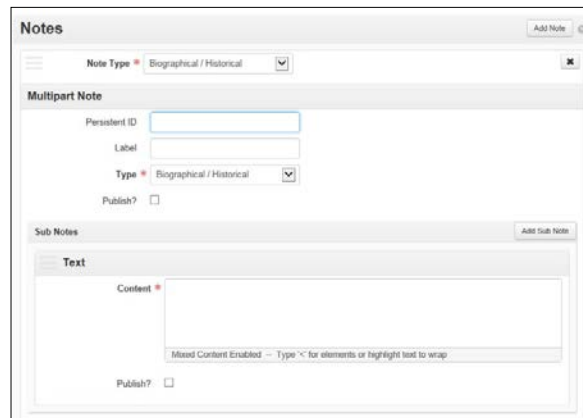 Notes Add Note
Note Type * Biographical / Historical
Multipart Note
Persistent ID
Label
Type * Biographical / Historical
Publish?
Sub Notes Add Sub Note
Text
Content *
Mixed Content Enabled -- Type '<' for elements or highlight text to wrap
Publish?